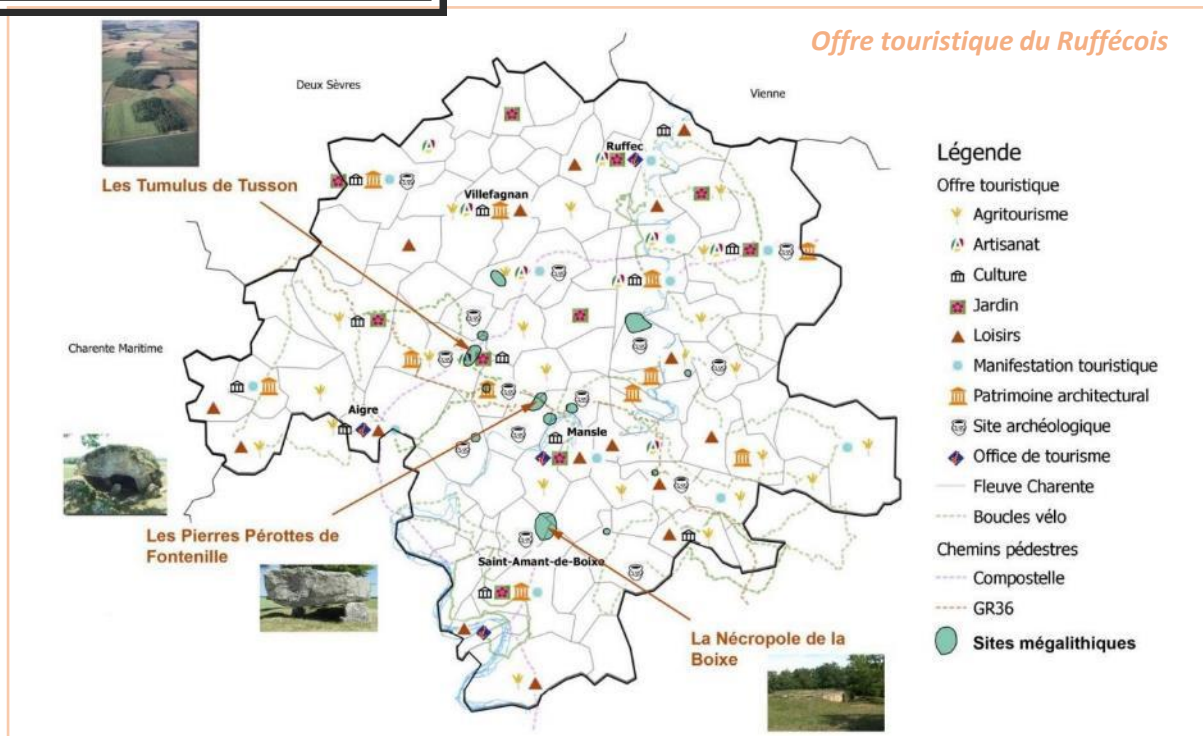 Offre touristique du Ruffécois
Deux Sèvres
Vienne
Ruffec
Les Tumulus de Tusson
Villefagnan
Charente Maritime
Aigre
Mansle
Les Pierres Pérottes de
Fontenille
Saint-Amant-de-Boixe
La Nécropole de la
Boixe
Légende
Offre touristique
Agritourisme
Artisanat
Culture
Jardin
Loisirs
Manifestation touristique
Patrimoine architectural
Site archéologique
Office de tourisme
Fleuve Charente
Boucles vélo
Chemins pédestres
Compostelle
GR36
Sites mégalithiques